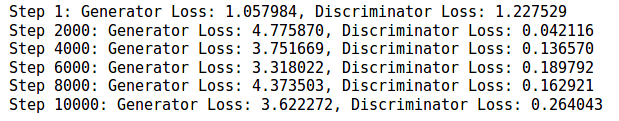 Step 1: Generator Loss: 1.057984, Discriminator Loss: 1.227529
Step 2000: Generator Loss: 4.775870, Discriminator Loss: 0.042116
Step 4000: Generator Loss: 3.751669, Discriminator Loss: 0.136570
Step 6000: Generator Loss: 3.318022, Discriminator Loss: 0.189792
Step 8000: Generator Loss: 4.373503, Discriminator Loss: 0.162921
Step 10000: Generator Loss: 3.622272, Discriminator Loss: 0.264043